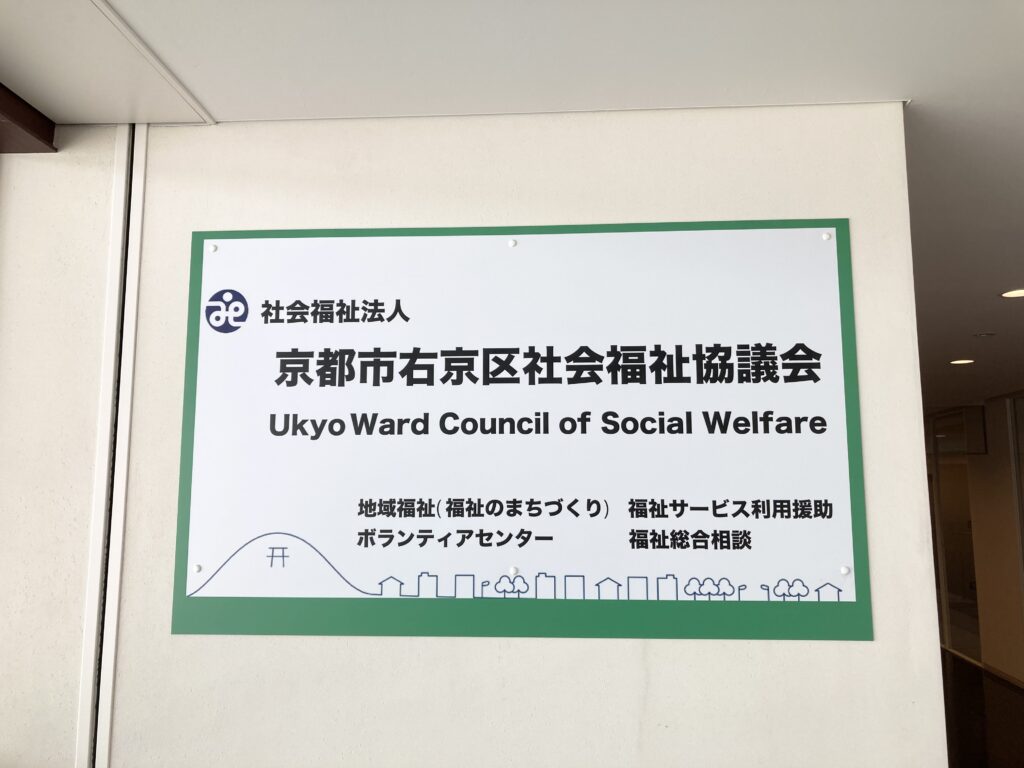 社会福祉法人
京都市右京区社会福祉協議会
Ukyo Ward Council of Social Welfare
地域福祉(福祉のまちづくり) 福祉サービス利用援助
ボランティアセンター 福祉総合相談